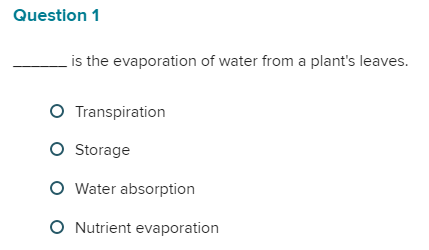 Question 1
______ is the evaporation of water from a plant's leaves.
Transpiration
Storage
Water absorption
Nutrient evaporation